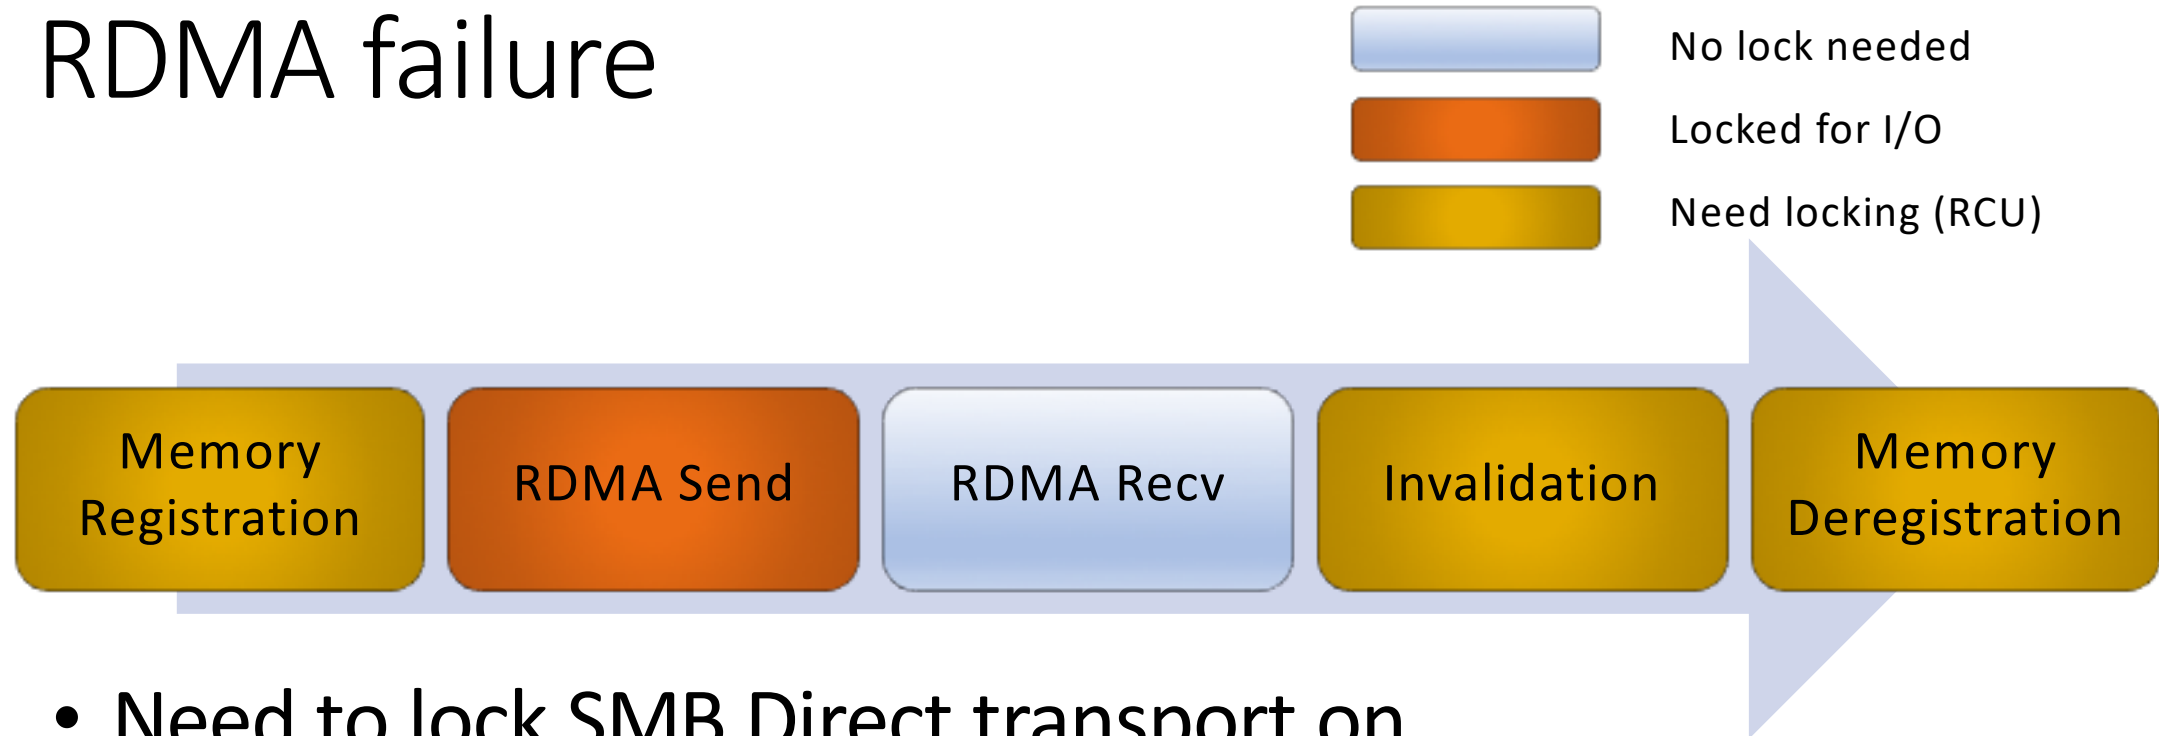 RDMA failure
No lock needed
Locked for I/O
Need locking (RCU)
Memory
Registration
RDMA Send
RDMA Recv
Invalidation
Memory
Deregistration
• Need to lock SMB Direct transport on